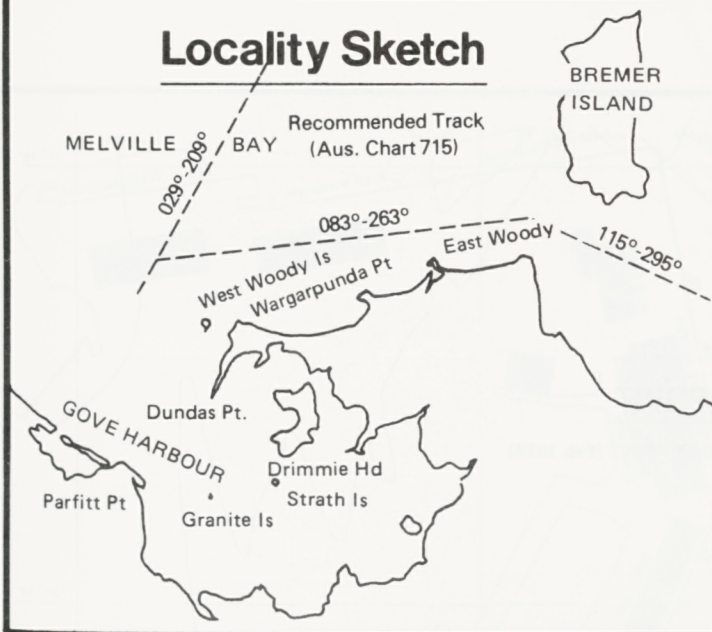 Locality Sketch
BREMER
ISLAND
MELVILLE BAY
Recommended Track
(Aus. Chart 715)
029°-209°
083°-263°
East Woody
115°-295°
West Woody Is
Wargarpunda Pt
Dundas Pt.
GOVE HARBOUR
Drimmie Hd
Strath Is
Parfitt Pt
Granite Is